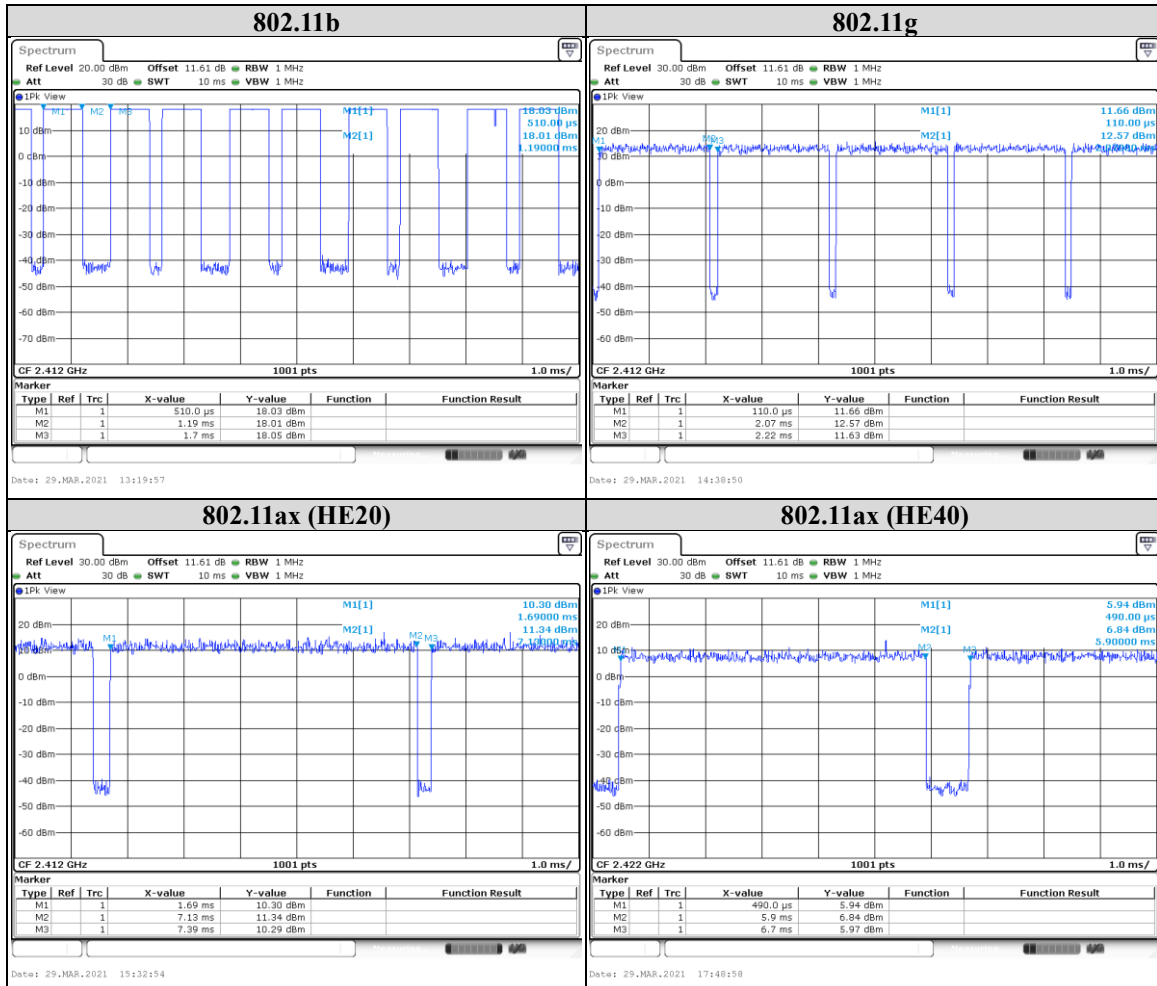 802.11b
Spectrum
Ref Level 20.00 dBm Offset 11.61 dB RBW 1 MHz
Att 30 dB SWT 10 ms VBW 1 MHz
1Pk View
M1 M2 M3 M1[1] 18.03 dBm
510.00 µs
10 dBm M2[1] 18.01 dBm
0 dBm 1.19000 ms
-10 dBm
-20 dBm
-30 dBm
-40 dBm
-50 dBm
-60 dBm
-70 dBm
CF 2.412 GHz 1001 pts 1.0 ms/
Marker
Type Ref Trc X-value Y-value Function Function Result
M1 1 510.0 µs 18.03 dBm
M2 1 1.19 ms 18.01 dBm
M3 1 1.7 ms 18.05 dBm
Date: 29.MAR.2021 13:19:57
802.11g
Spectrum
Ref Level 30.00 dBm Offset 11.61 dB RBW 1 MHz
Att 30 dB SWT 10 ms VBW 1 MHz
1Pk View
M1[1] 11.66 dBm
110.00 µs
20 dBm M2[1] 12.57 dBm
M1 M2 M3
10 dBm
0 dBm
-10 dBm
-20 dBm
-30 dBm
-40 dBm
-50 dBm
-60 dBm
CF 2.412 GHz 1001 pts 1.0 ms/
Marker
Type Ref Trc X-value Y-value Function Function Result
M1 1 110.0 µs 11.66 dBm
M2 1 2.07 ms 12.57 dBm
M3 1 2.22 ms 11.63 dBm
Date: 29.MAR.2021 14:38:50
802.11ax (HE20)
Spectrum
Ref Level 30.00 dBm Offset 11.61 dB RBW 1 MHz
Att 30 dB SWT 10 ms VBW 1 MHz
1Pk View
M1[1] 10.30 dBm
1.69000 ms
20 dBm M2[1] 11.34 dBm
M1 M2 M3 7.13000 ms
10 dBm
0 dBm
-10 dBm
-20 dBm
-30 dBm
-40 dBm
-50 dBm
-60 dBm
CF 2.412 GHz 1001 pts 1.0 ms/
Marker
Type Ref Trc X-value Y-value Function Function Result
M1 1 1.69 ms 10.30 dBm
M2 1 7.13 ms 11.34 dBm
M3 1 7.39 ms 10.29 dBm
Date: 29.MAR.2021 15:32:54
802.11ax (HE40)
Spectrum
Ref Level 30.00 dBm Offset 11.61 dB RBW 1 MHz
Att 30 dB SWT 10 ms VBW 1 MHz
1Pk View
M1[1] 5.94 dBm
490.00 µs
20 dBm M2[1] 6.84 dBm
5.90000 ms
M2 M3
0 dBm
-10 dBm
-20 dBm
-30 dBm
-40 dBm
-50 dBm
-60 dBm
CF 2.422 GHz 1001 pts 1.0 ms/
Marker
Type Ref Trc X-value Y-value Function Function Result
M1 1 490.0 µs 5.94 dBm
M2 1 5.9 ms 6.84 dBm
M3 1 6.7 ms 5.97 dBm
Date: 29.MAR.2021 17:48:58